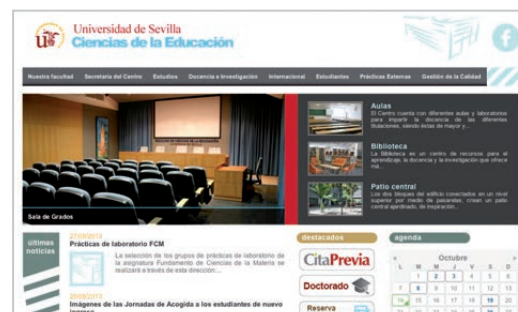 Universidad de Sevilla
Ciencias de la Educación
Nuestra facultad Secretaría del Centro Estudios Docencia e Investigación Internacional Estudiantes Prácticas Externas Gestión de la Calidad
Sala de Grados
Aulas
El Centro cuenta con diferentes aulas y laboratorios
para impartir la docencia de las diferentes
titulaciones, siendo éstas de mayor y...
Biblioteca
La Biblioteca es un centro de recursos para el
aprendizaje, la docencia y la investigación que ofrece
má...
Patio central
Los dos bloques del edificio conectados en un nivel
superior por medio de pasarelas, crean un patio
central ajardinado, de inspiración...
últimas
noticias
27/09/2013
Prácticas de laboratorio FCM
La selección de los grupos de prácticas de laboratorio de
la asignatura Fundamento de Ciencias de la Materia se
realizará a través de esta dirección:...
Imágenes de las Jornadas de Acogida a los estudiantes de nuevo
ingreso
destacados
CitaPrevia
Doctorado
Reserva
agenda
« Octubre »
L M M J V S D
1 2 3 4 5 6
7 8 9 10 11 12 13
14 15 16 17 18 19 20